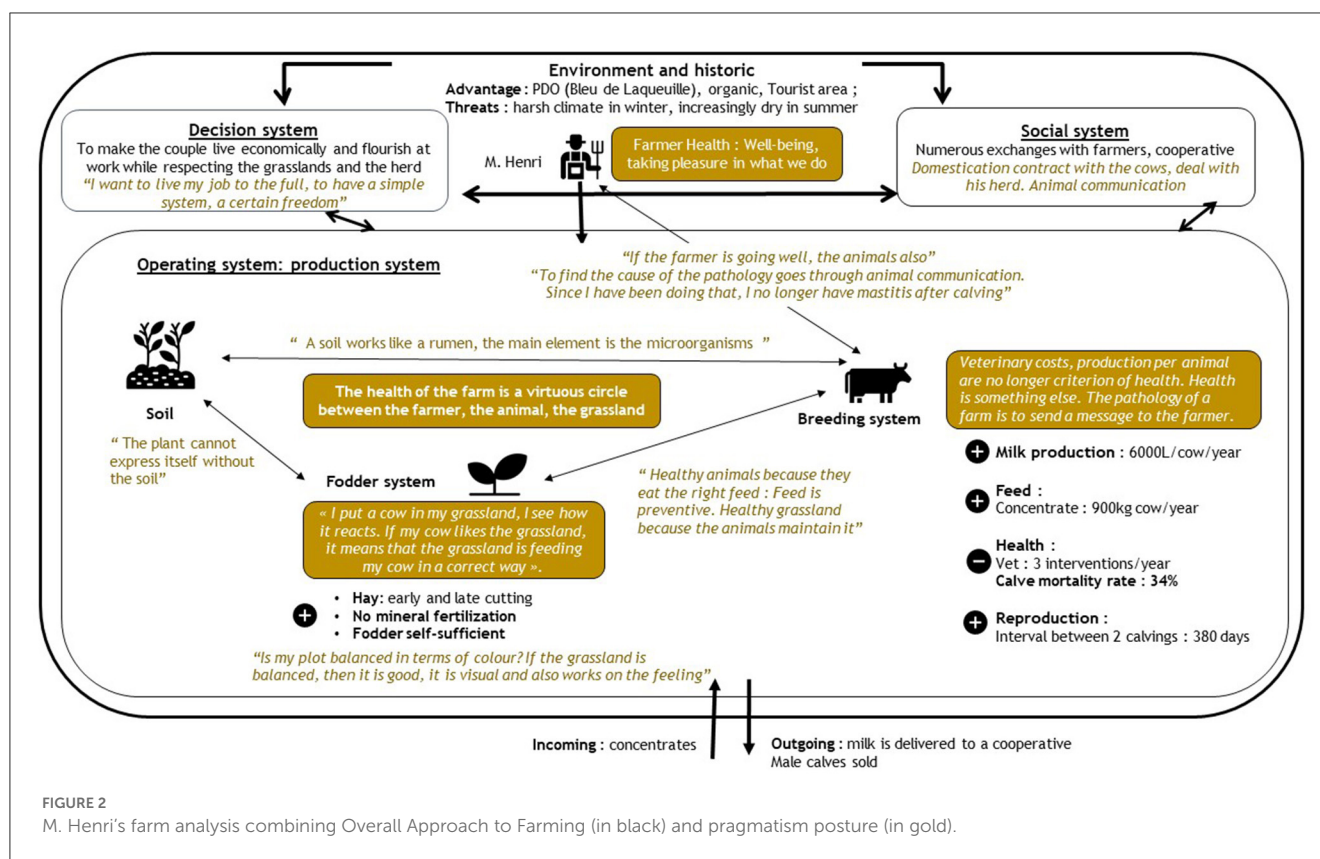 Environment and historic
Advantage : PDO (Bleu de Laqueuille), organic, Tourist area ;
Threats : harsh climate in winter, increasingly dry in summer
Decision system
To make the couple live economically and flourish at
work while respecting the grasslands and the herd
"I want to live my job to the full, to have a simple
system, a certain freedom"
M. Henri
Farmer Health : Well-being,
taking pleasure in what we do
Social system
Numerous exchanges with farmers, cooperative
Domestication contract with the cows, deal with
his herd. Animal communication
Operating system: production system
"If the farmer is going well, the animals also"
"To find the cause of the pathology goes through animal communication.
Since I have been doing that, I no longer have mastitis after calving"
" A soil works like a rumen, the main element is the microorganisms "
Soil
The health of the farm is a virtuous circle
between the farmer, the animal, the grassland
Breeding system
Veterinary costs, production per animal
are no longer criterion of health. Health
is something else. The pathology of a
farm is to send a message to the farmer.
" The plant cannot
express itself without
the soil"
Fodder system
« I put a cow in my grassland, I see how
it reacts. If my cow likes the grassland,
it means that the grassland is feeding
my cow in a correct way ».
" Healthy animals because they
eat the right feed : Feed is
preventive. Healthy grassland
because the animals maintain it"
+ Milk production : 6000L/cow/year
+ Feed :
Concentrate : 900kg cow/year
Health :
− Vet : 3 interventions/year
Calve mortality rate : 34%
+ Reproduction :
Interval between 2 calvings : 380 days
• Hay: early and late cutting
+ • No mineral fertilization
• Fodder self-sufficient
"Is my plot balanced in terms of colour? If the grassland is
balanced, then it is good, it is visual and also works on the feeling"
Incoming : concentrates
Outgoing : milk is delivered to a cooperative
Male calves sold
FIGURE 2
M. Henri's farm analysis combining Overall Approach to Farming (in black) and pragmatism posture (in gold).